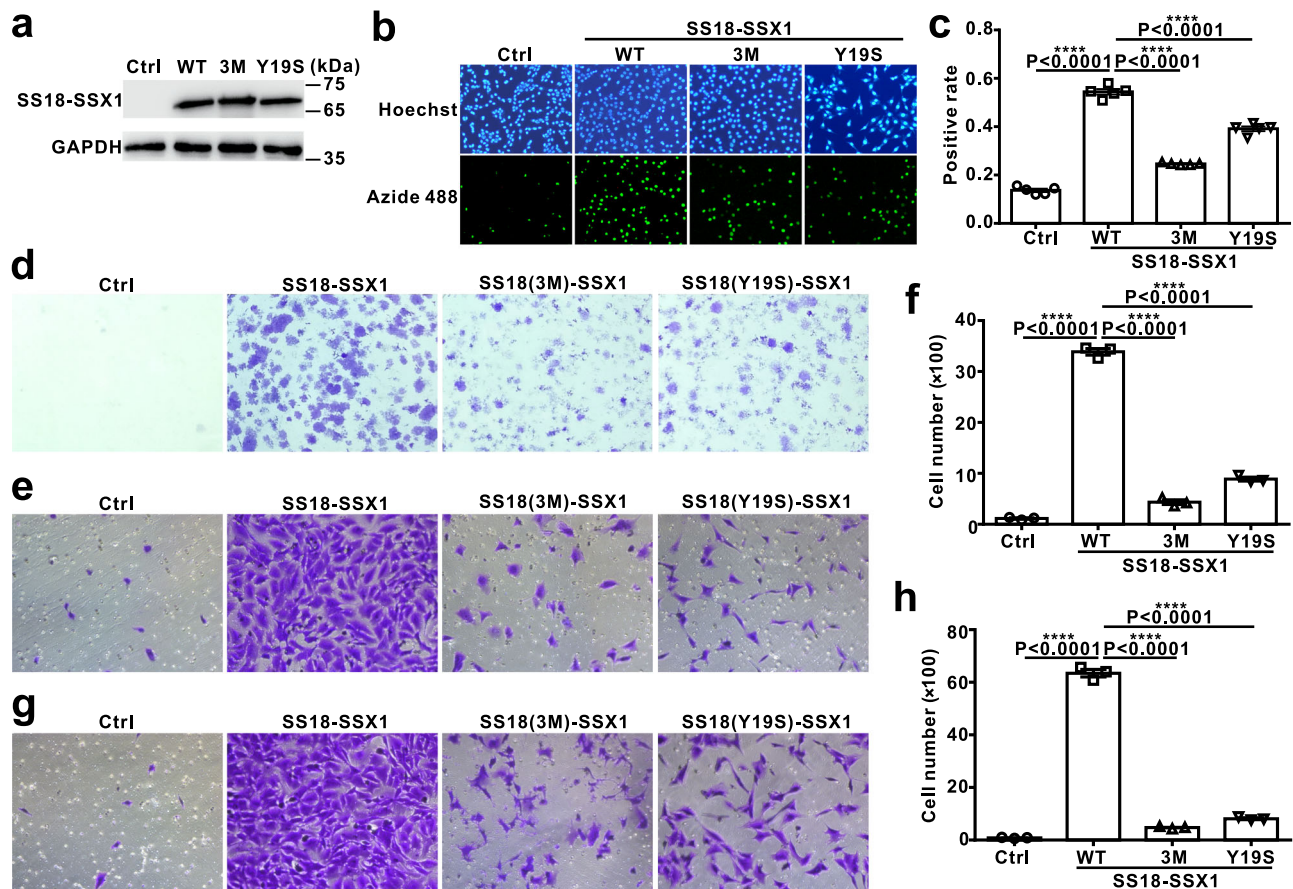 a
Ctrl WT 3M Y19S (kDa)
SS18-SSX1
75
65
GAPDH
35
b
SS18-SSX1
Ctrl WT 3M Y19S
Hoechst
Azide 488
c
****
P<0.0001
**** ****
P<0.0001 P<0.0001
Positive rate
0.8
0.6
0.4
0.2
0.0
Ctrl WT 3M Y19S
SS18-SSX1
d
Ctrl SS18-SSX1 SS18(3M)-SSX1 SS18(Y19S)-SSX1
e
Ctrl SS18-SSX1 SS18(3M)-SSX1 SS18(Y19S)-SSX1
f
****
P<0.0001
**** ****
P<0.0001 P<0.0001
Cell number (×100)
40
30
20
10
0
Ctrl WT 3M Y19S
SS18-SSX1
g
Ctrl SS18-SSX1 SS18(3M)-SSX1 SS18(Y19S)-SSX1
h
****
P<0.0001
**** ****
P<0.0001 P<0.0001
Cell number (×100)
80
60
40
20
0
Ctrl WT 3M Y19S
SS18-SSX1